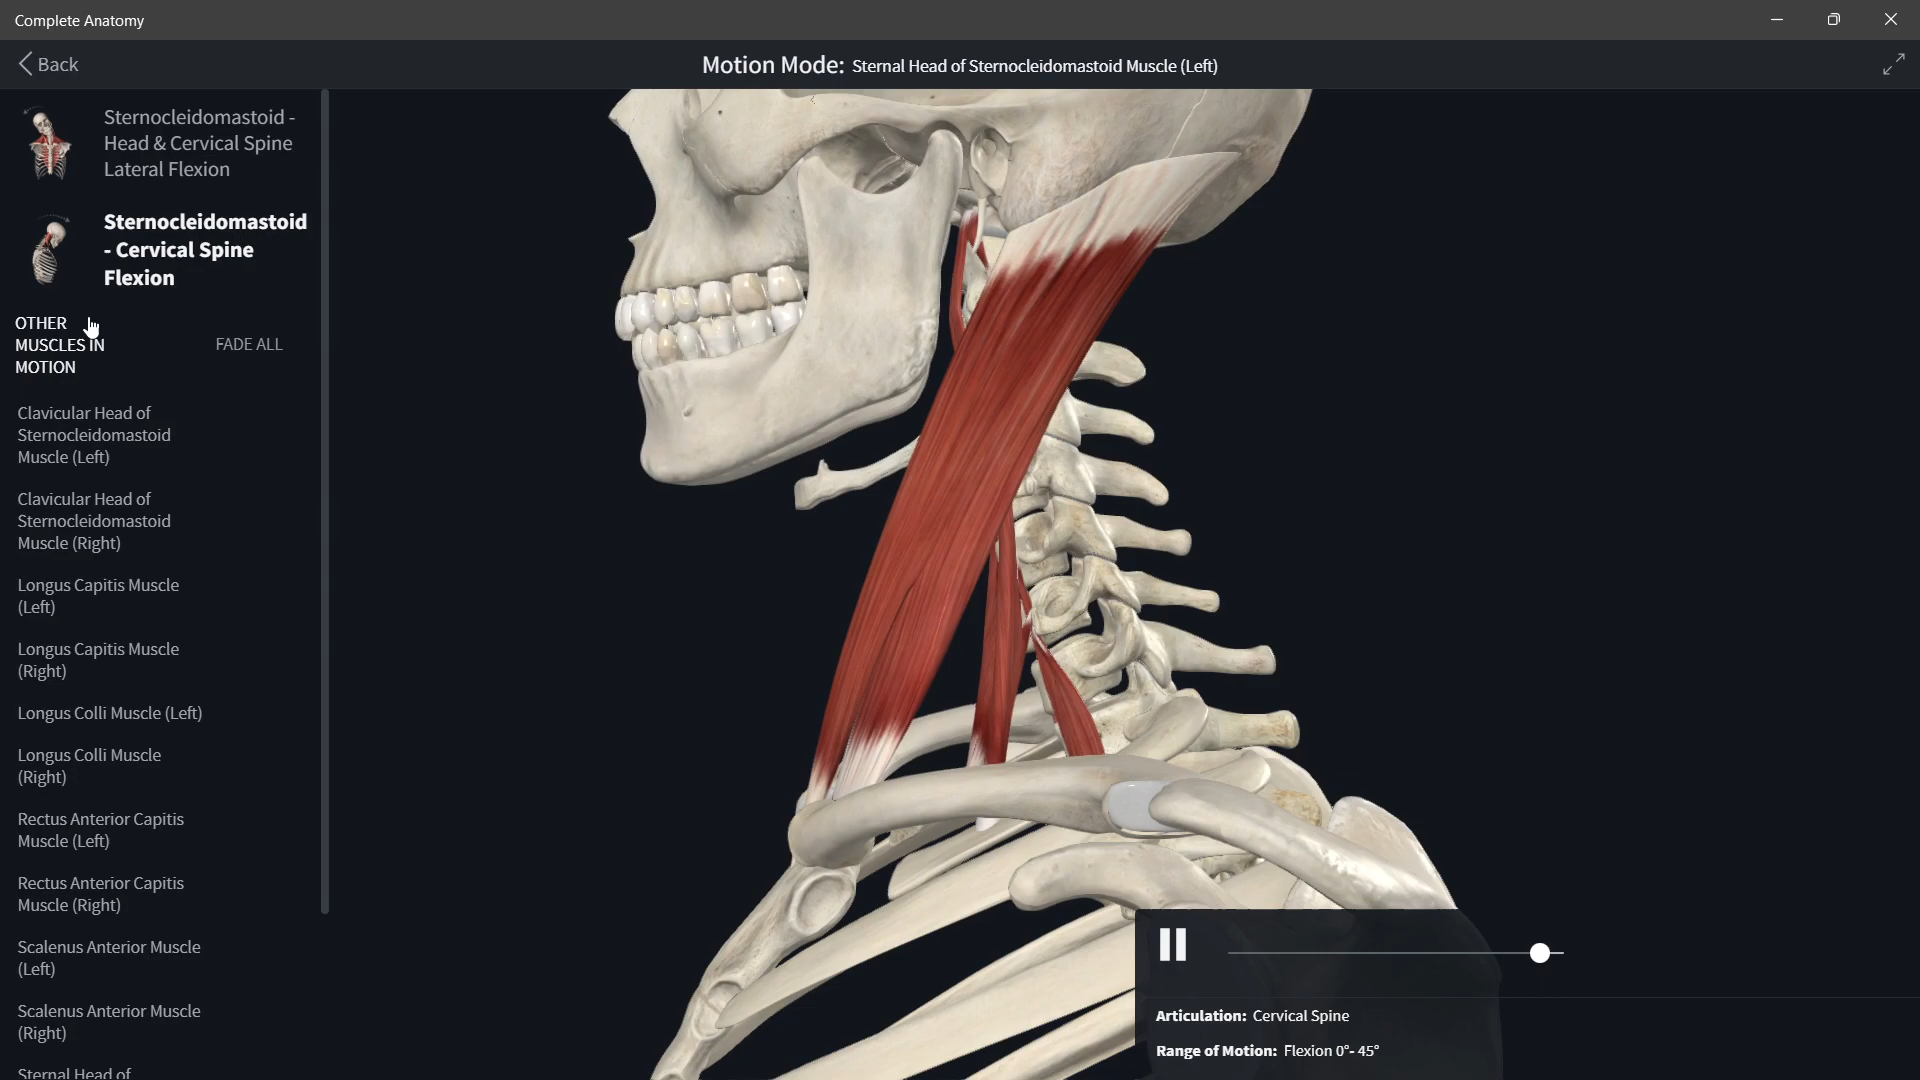 Complete Anatomy
Back
Motion Mode: Sternal Head of Sternocleidomastoid Muscle (Left)
Sternocleidomastoid -
Head & Cervical Spine
Lateral Flexion
Sternocleidomastoid
- Cervical Spine
Flexion
OTHER
MUSCLES IN
MOTION
FADE ALL
Clavicular Head of
Sternocleidomastoid
Muscle (Left)
Clavicular Head of
Sternocleidomastoid
Muscle (Right)
Longus Capitis Muscle
(Left)
Longus Capitis Muscle
(Right)
Longus Colli Muscle (Left)
Longus Colli Muscle
(Right)
Rectus Anterior Capitis
Muscle (Left)
Rectus Anterior Capitis
Muscle (Right)
Scalenus Anterior Muscle
(Left)
Scalenus Anterior Muscle
(Right)
Sternal Head of
Articulation: Cervical Spine
Range of Motion: Flexion 0°- 45°